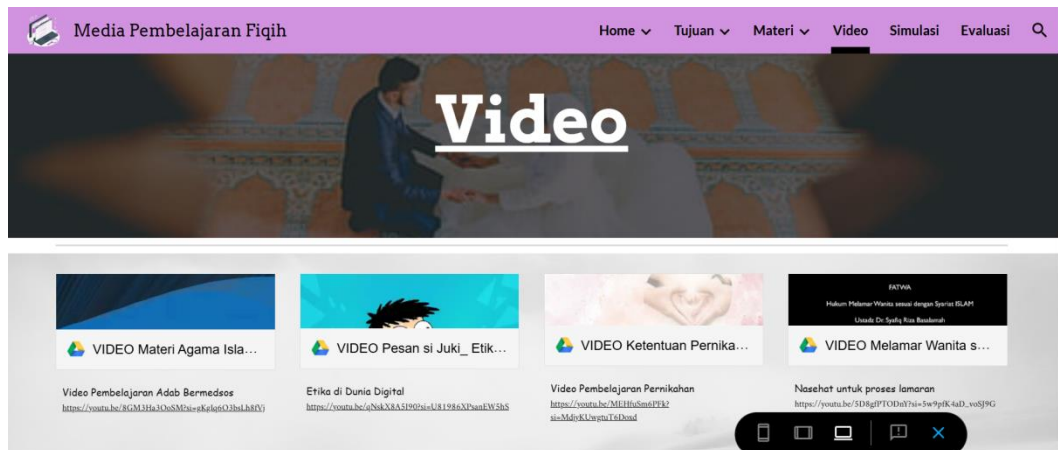 Media Pembelajaran Fiqih
Home Tujuan Materi Video Simulasi Evaluasi
Video
FATWA
Hukum Melamar Wanita sesuai dengan Syariat ISLAM
Ustadz Dr. Syafiq Riza Basalamah
VIDEO Materi Agama Isla...
VIDEO Pesan si Juki_ Etik...
VIDEO Ketentuan Pernika...
VIDEO Melamar Wanita s...
Video Pembelajaran Adab Bermedsos
Etika di Dunia Digital
Video Pembelajaran Pernikahan
Nasehat untuk proses lamaran